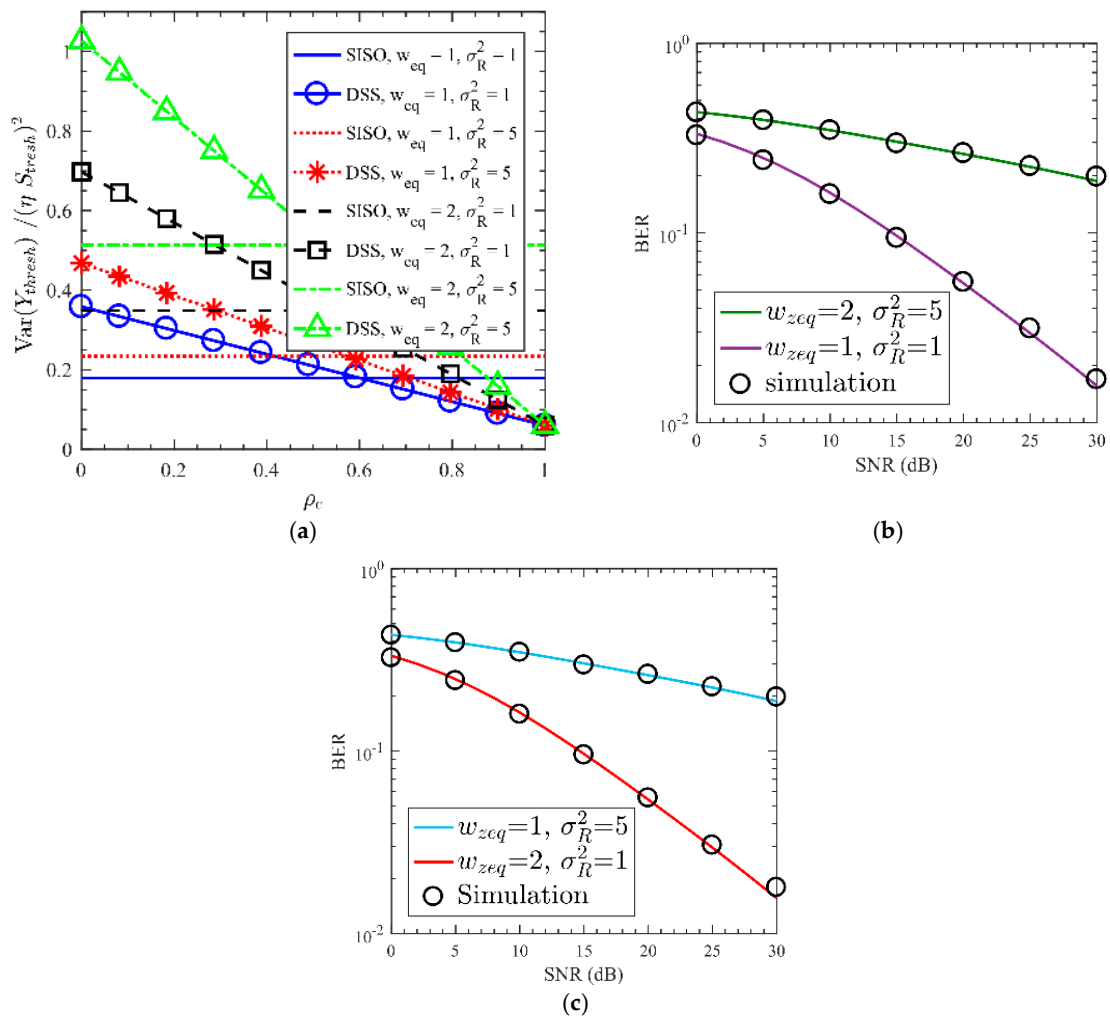 Var(Y_thresh) / (η S_tresh)^2
1
0.8
0.6
0.4
0.2
0
0 0.2 0.4 0.6 0.8 1
ρ_c
SISO, w_eq = 1, σ_R^2 = 1
DSS, w_eq = 1, σ_R^2 = 1
SISO, w_eq = 1, σ_R^2 = 5
DSS, w_eq = 1, σ_R^2 = 5
SISO, w_eq = 2, σ_R^2 = 1
DSS, w_eq = 2, σ_R^2 = 1
SISO, w_eq = 2, σ_R^2 = 5
DSS, w_eq = 2, σ_R^2 = 5
(a)
BER
10^0
10^-1
10^-2
w_zeq=2, σ_R^2=5
w_zeq=1, σ_R^2=1
simulation
0 5 10 15 20 25 30
SNR (dB)
(b)
BER
10^0
10^-1
10^-2
w_zeq=1, σ_R^2=5
w_zeq=2, σ_R^2=1
Simulation
0 5 10 15 20 25 30
SNR (dB)
(c)